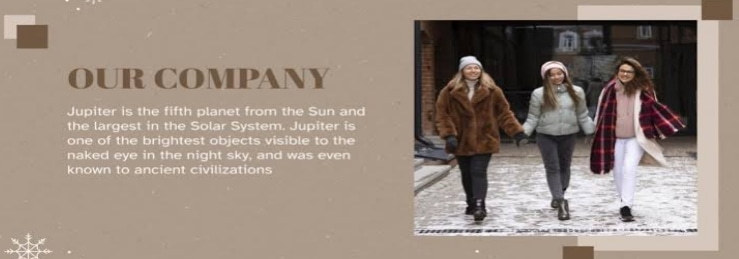 OUR COMPANY
Jupiter is the fifth planet from the Sun and
the largest in the Solar System. Jupiter is
one of the brightest objects visible to the
naked eye in the night sky, and was even
known to ancient civilizations